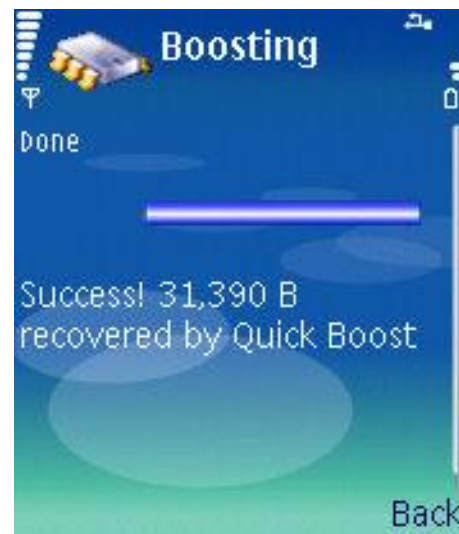 Boosting
Done
Success! 31,390 B
recovered by Quick Boost
Back